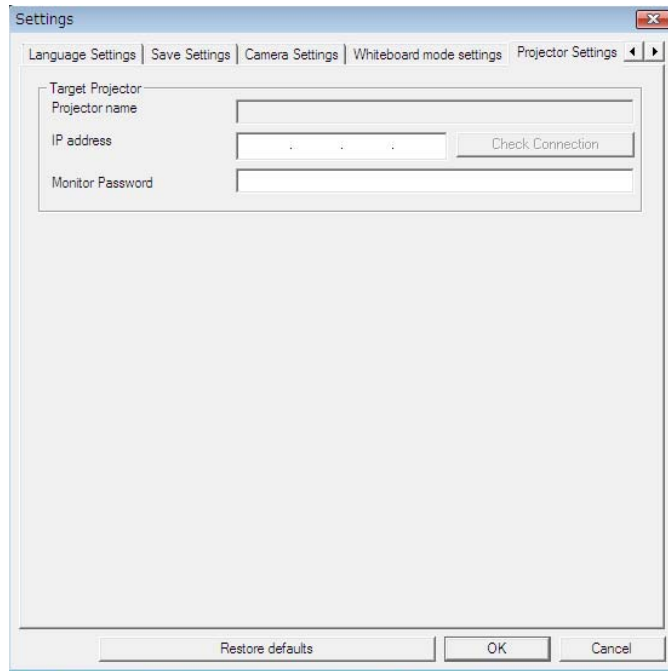 Settings
Language Settings Save Settings Camera Settings Whiteboard mode settings Projector Settings
Target Projector
Projector name
IP address . . . Check Connection
Monitor Password
Restore defaults OK Cancel